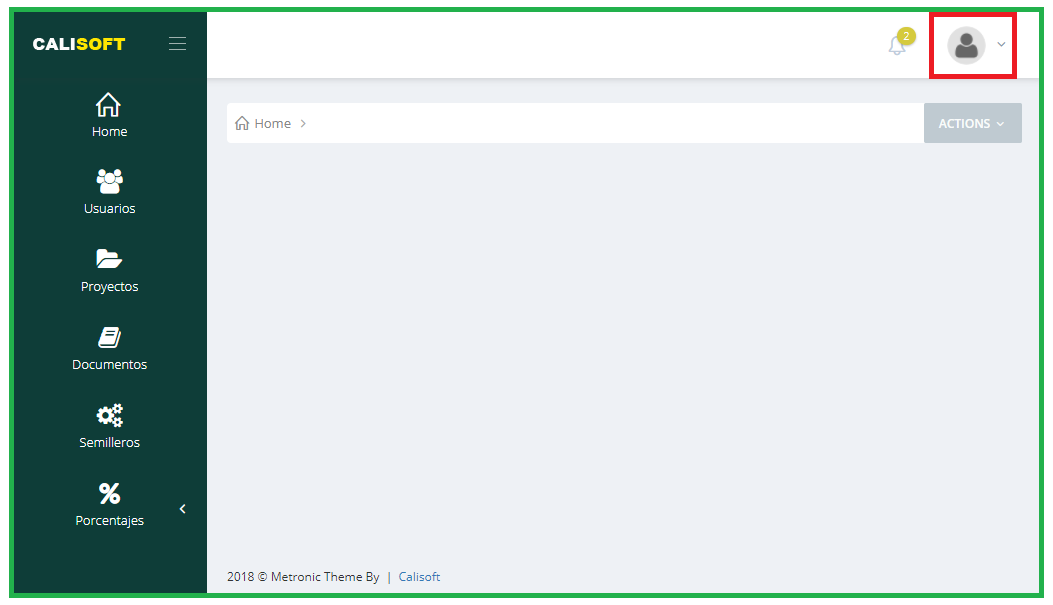 CALISOFT
2
Home
Home
ACTIONS
Usuarios
Proyectos
Documentos
Semilleros
%
Porcentajes
2018 © Metronic Theme By | Calisoft